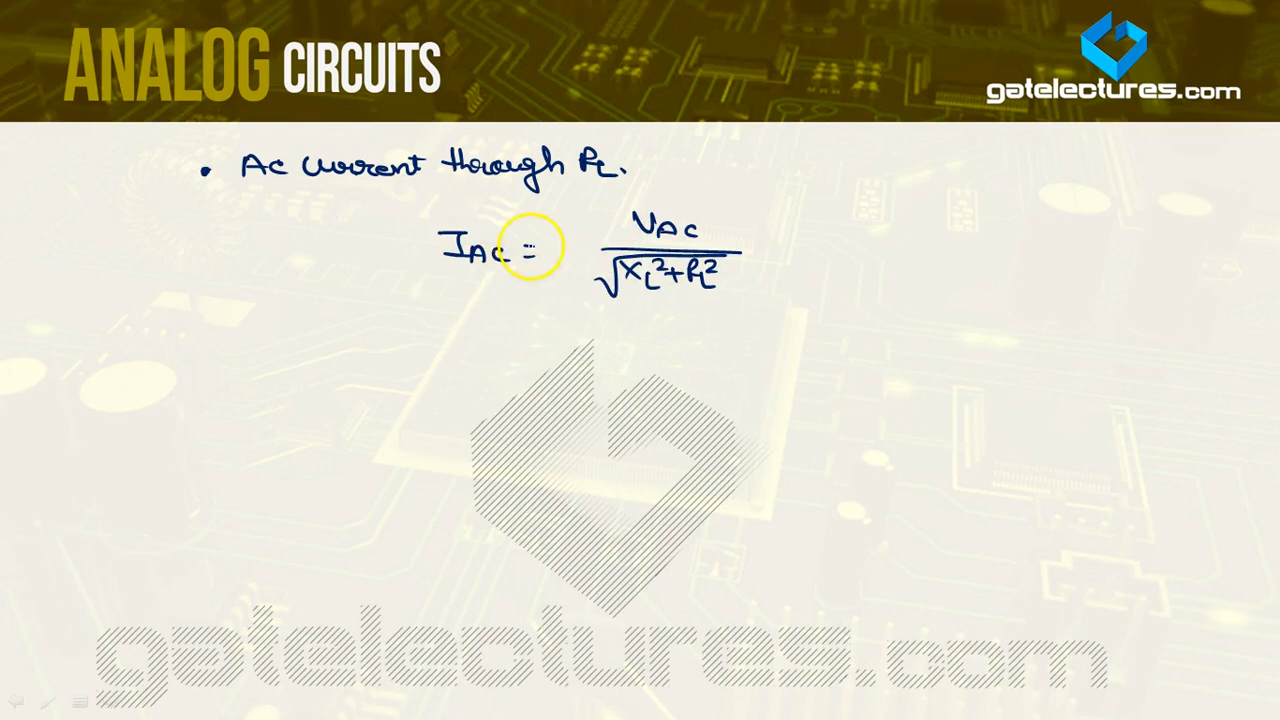 ANALOG CIRCUITS
gatelectures.com
• AC current through RL.
IAC = VAC / √XL²+RL²
gatelectures.com